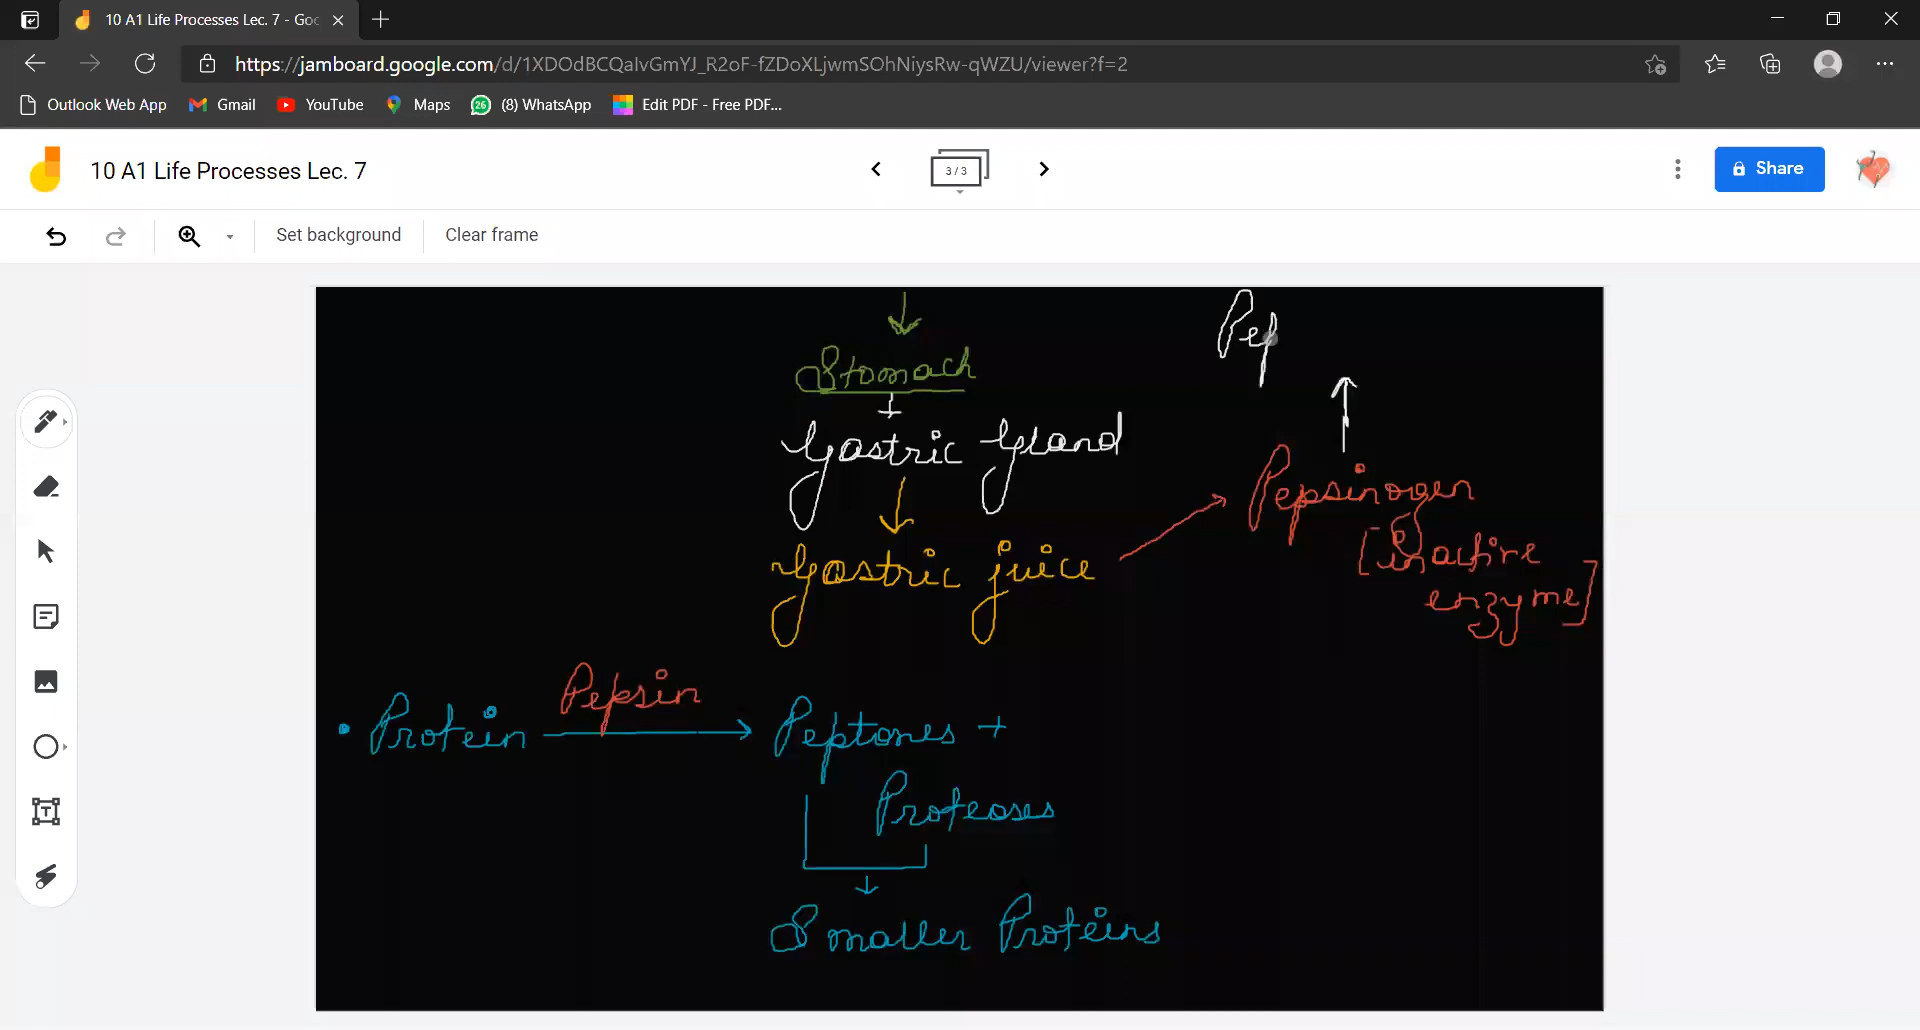 10 A1 Life Processes Lec. 7 - Goo
https://jamboard.google.com/d/1XDOdBCQaIvGmYJ_R2oF-fZDoXLjwmSOhNiysRw-qWZU/viewer?f=2
Outlook Web App Gmail YouTube Maps 26 (8) WhatsApp Edit PDF - Free PDF...
10 A1 Life Processes Lec. 7
3 / 3
Share
Set background Clear frame
Pep
Stomach
Gastric Gland
Pepsinogen
[inactive
enzyme]
Gastric juice
Pepsin
• Protein → Peptones +
Proteoses
Smaller Proteins